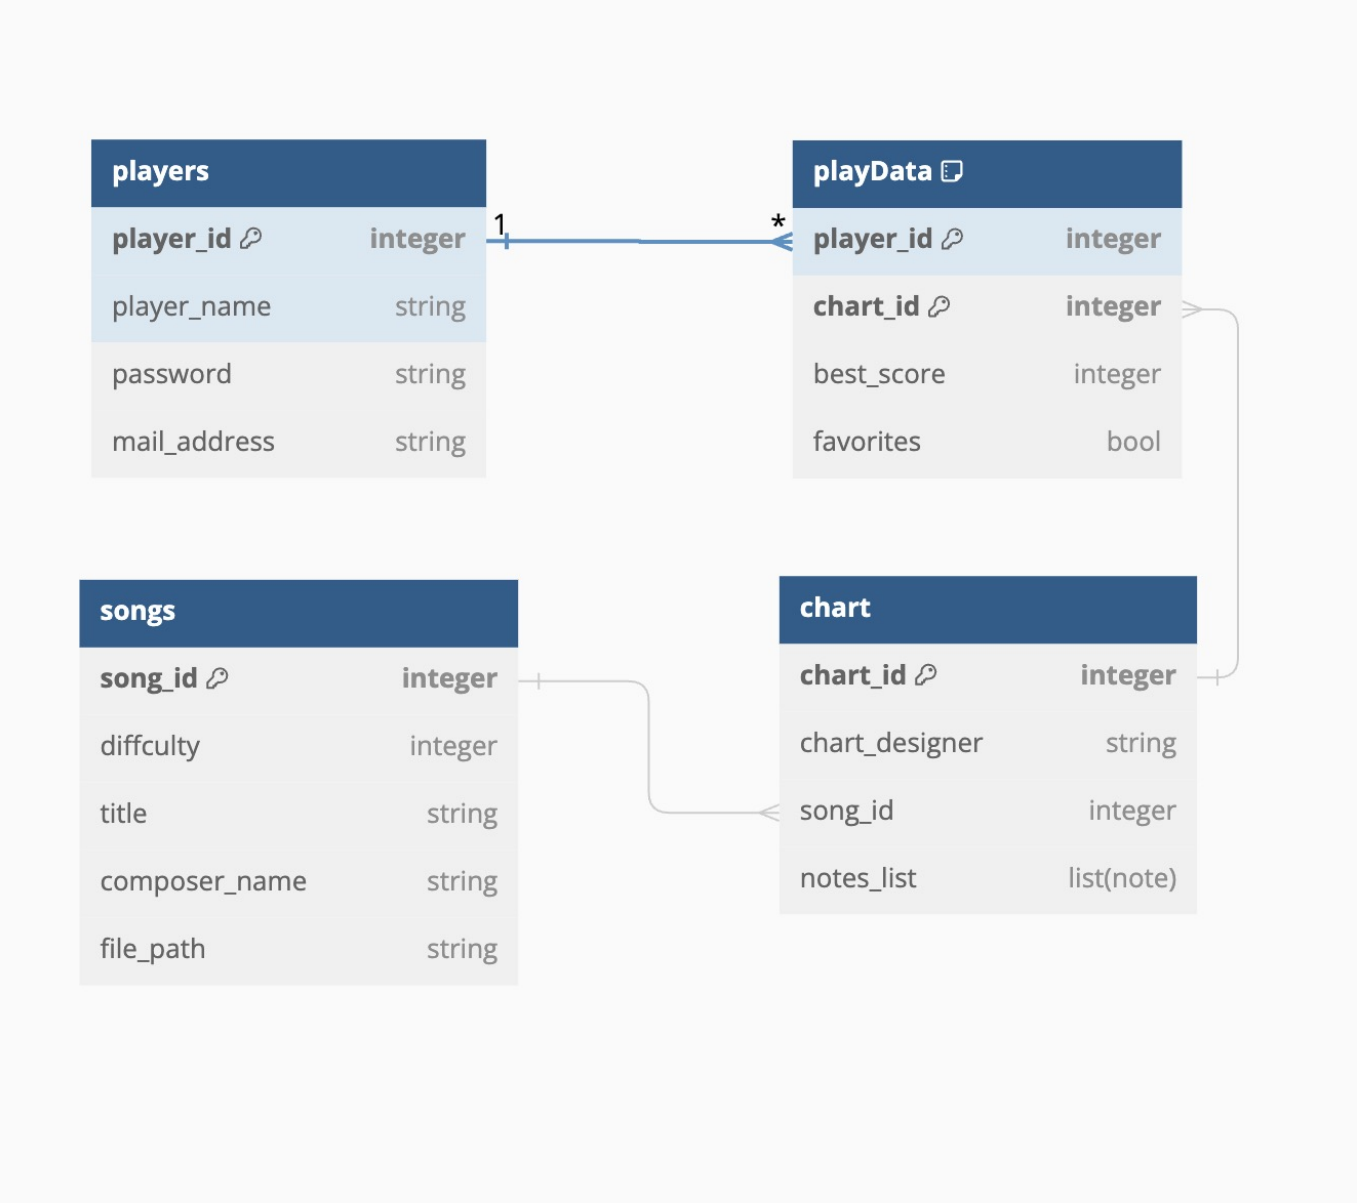 players
player_id integer
player_name string
password string
mail_address string
1 *
playData
player_id integer
chart_id integer
best_score integer
favorites bool
songs
song_id integer
diffculty integer
title string
composer_name string
file_path string
chart
chart_id integer
chart_designer string
song_id integer
notes_list list(note)